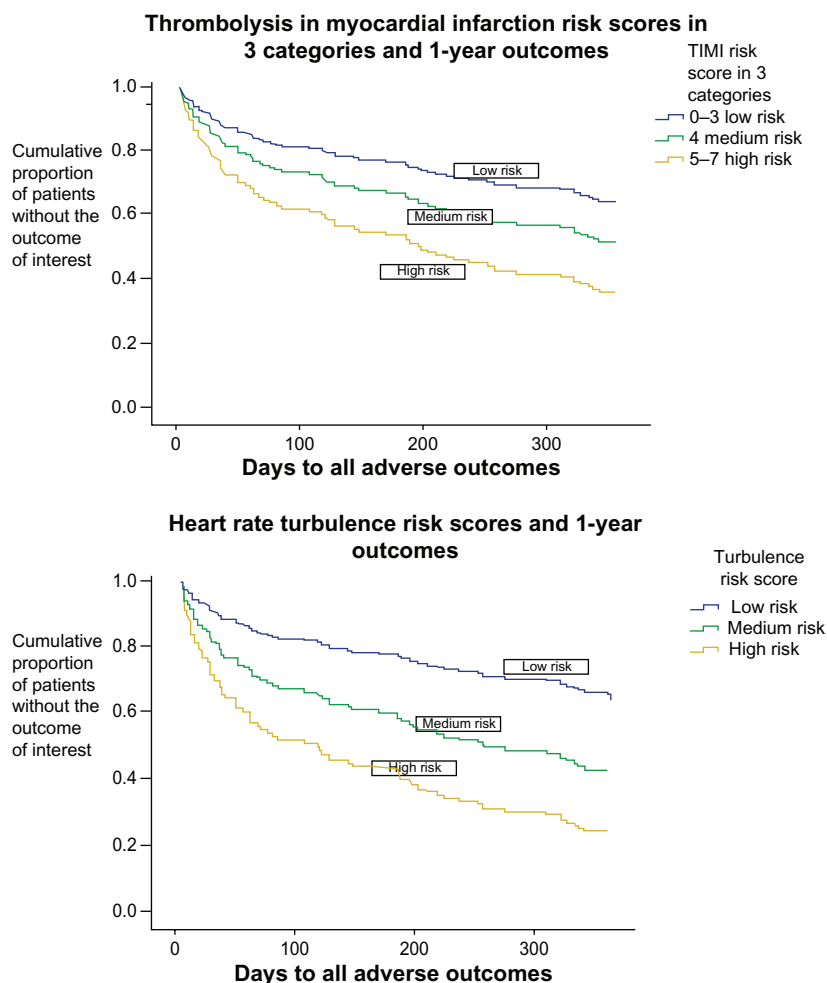 Thrombolysis in myocardial infarction risk scores in
3 categories and 1-year outcomes
TIMI risk
score in 3
categories
0–3 low risk
4 medium risk
5–7 high risk
Cumulative
proportion
of patients
without the
outcome
of interest
1.0
0.8
0.6
0.4
0.2
0.0
Low risk
Medium risk
High risk
0 100 200 300
Days to all adverse outcomes
Heart rate turbulence risk scores and 1-year
outcomes
Turbulence
risk score
Low risk
Medium risk
High risk
Cumulative
proportion
of patients
without the
outcome
of interest
1.0
0.8
0.6
0.4
0.2
0.0
Low risk
Medium risk
High risk
0 100 200 300
Days to all adverse outcomes